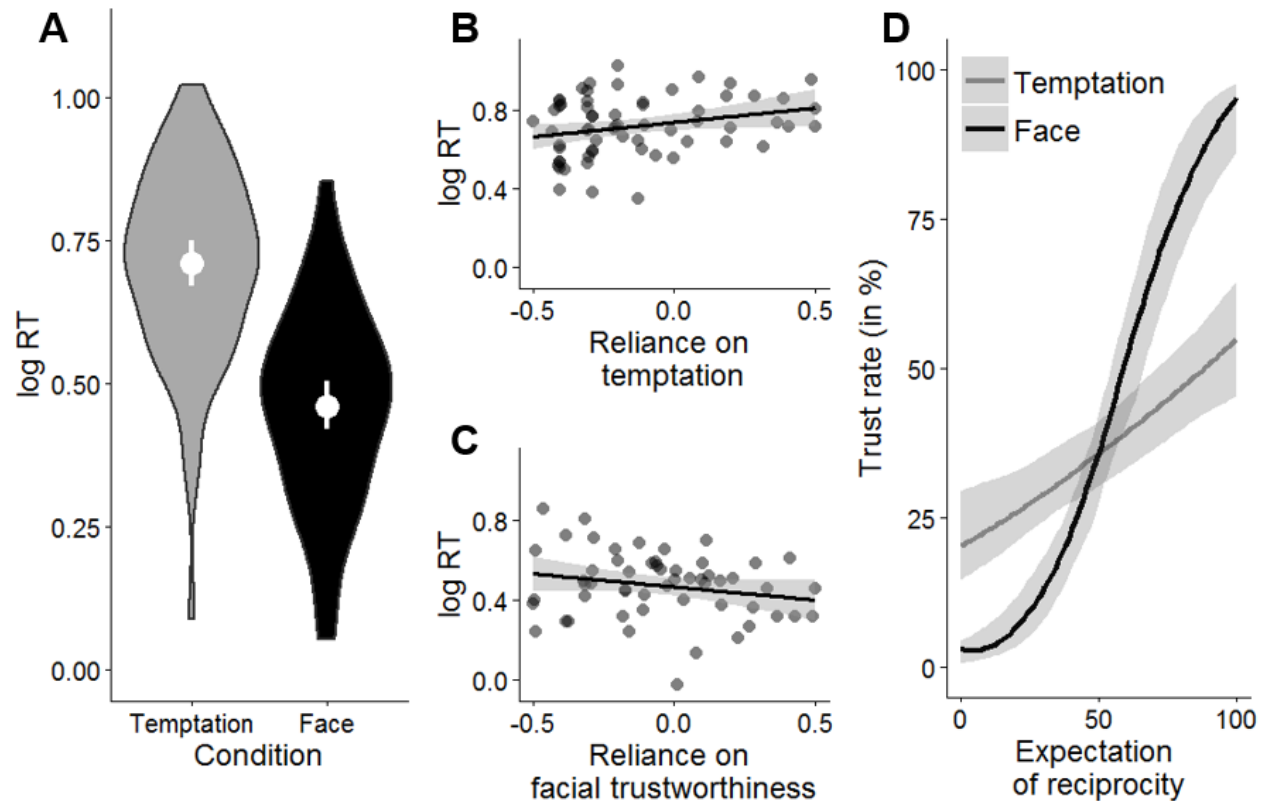 A
log RT
1.00
0.75
0.50
0.25
0.00
Temptation
Face
Condition
B
log RT
0.8
0.4
0.0
-0.5
0.0
0.5
Reliance on
temptation
C
log RT
0.8
0.4
0.0
-0.5
0.0
0.5
Reliance on
facial trustworthiness
D
Temptation
Face
Trust rate (in %)
100
75
50
25
0
0
50
100
Expectation
of reciprocity